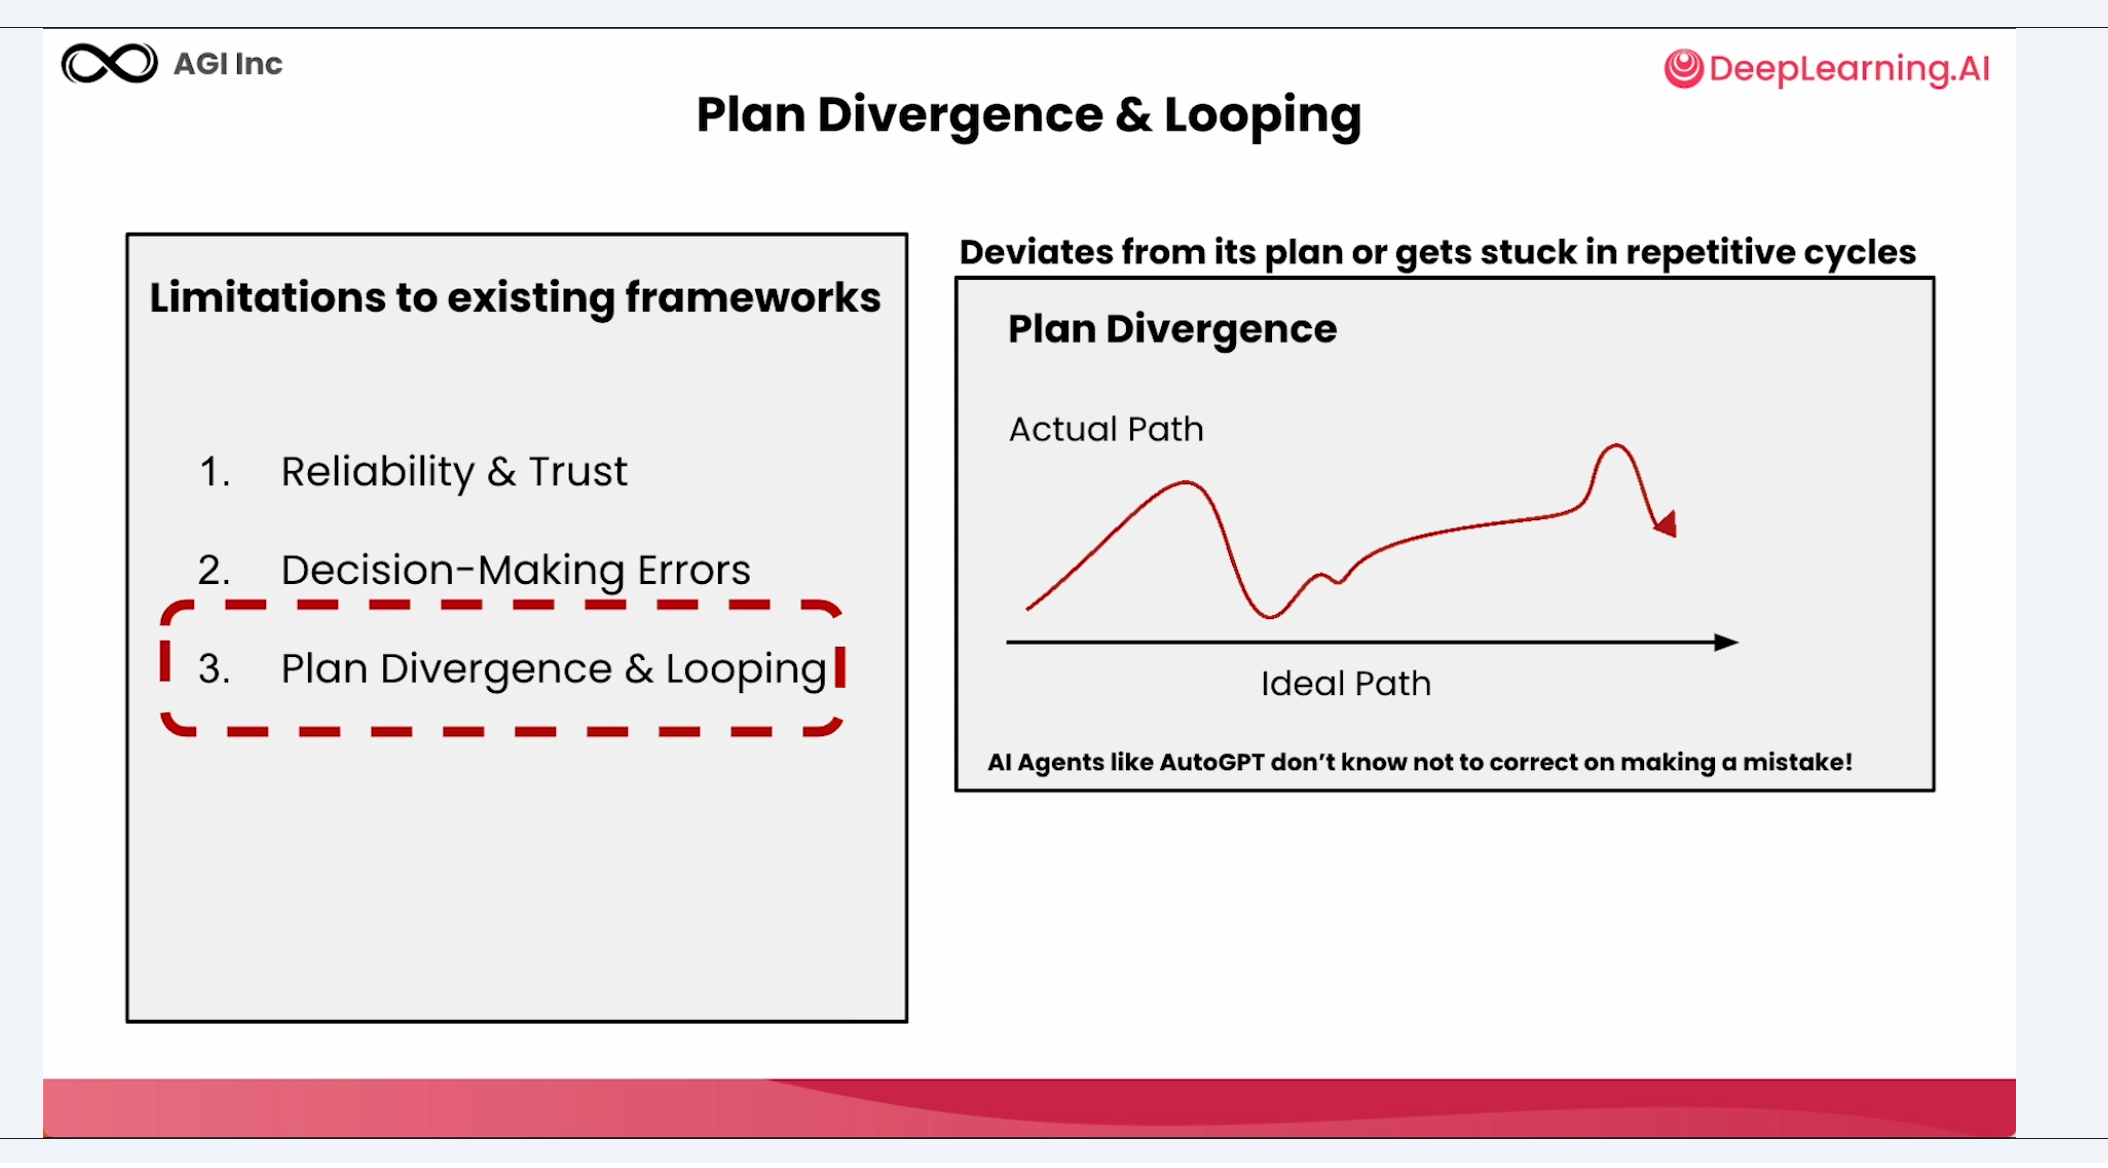 AGI Inc
DeepLearning.AI
Plan Divergence & Looping
Limitations to existing frameworks
1. Reliability & Trust
2. Decision-Making Errors
3. Plan Divergence & Looping
Deviates from its plan or gets stuck in repetitive cycles
Plan Divergence
Actual Path
Ideal Path
AI Agents like AutoGPT don't know not to correct on making a mistake!